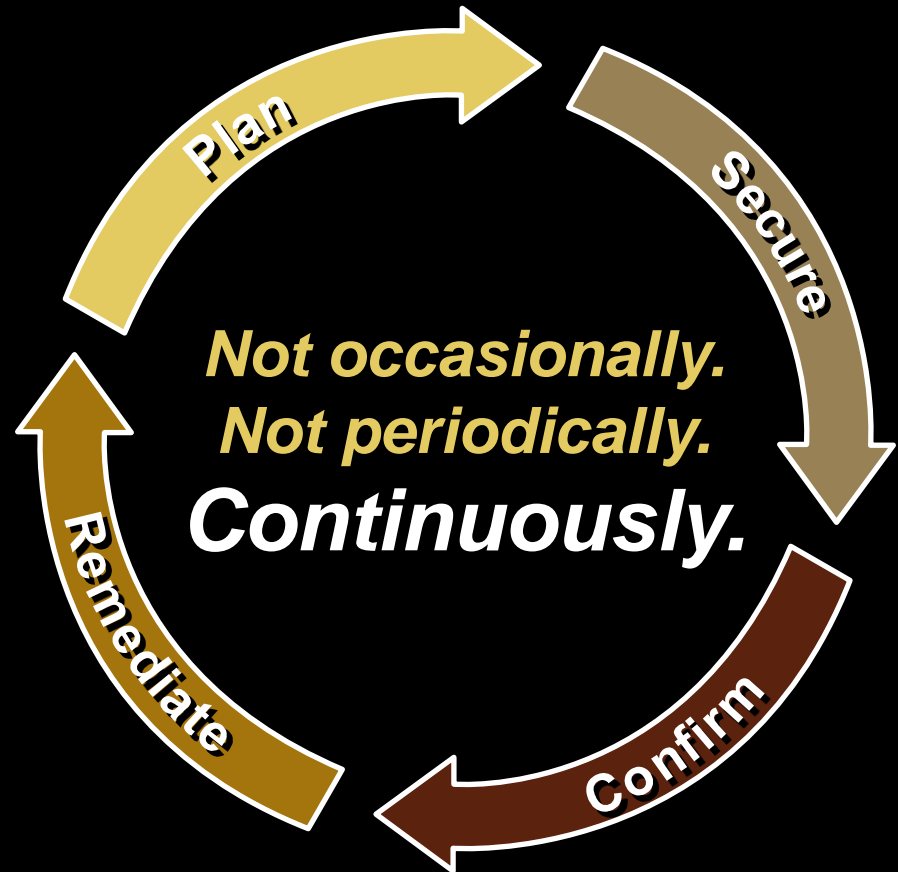 Plan
Secure
Not occasionally.
Not periodically.
Continuously.
Remediate
Confirm